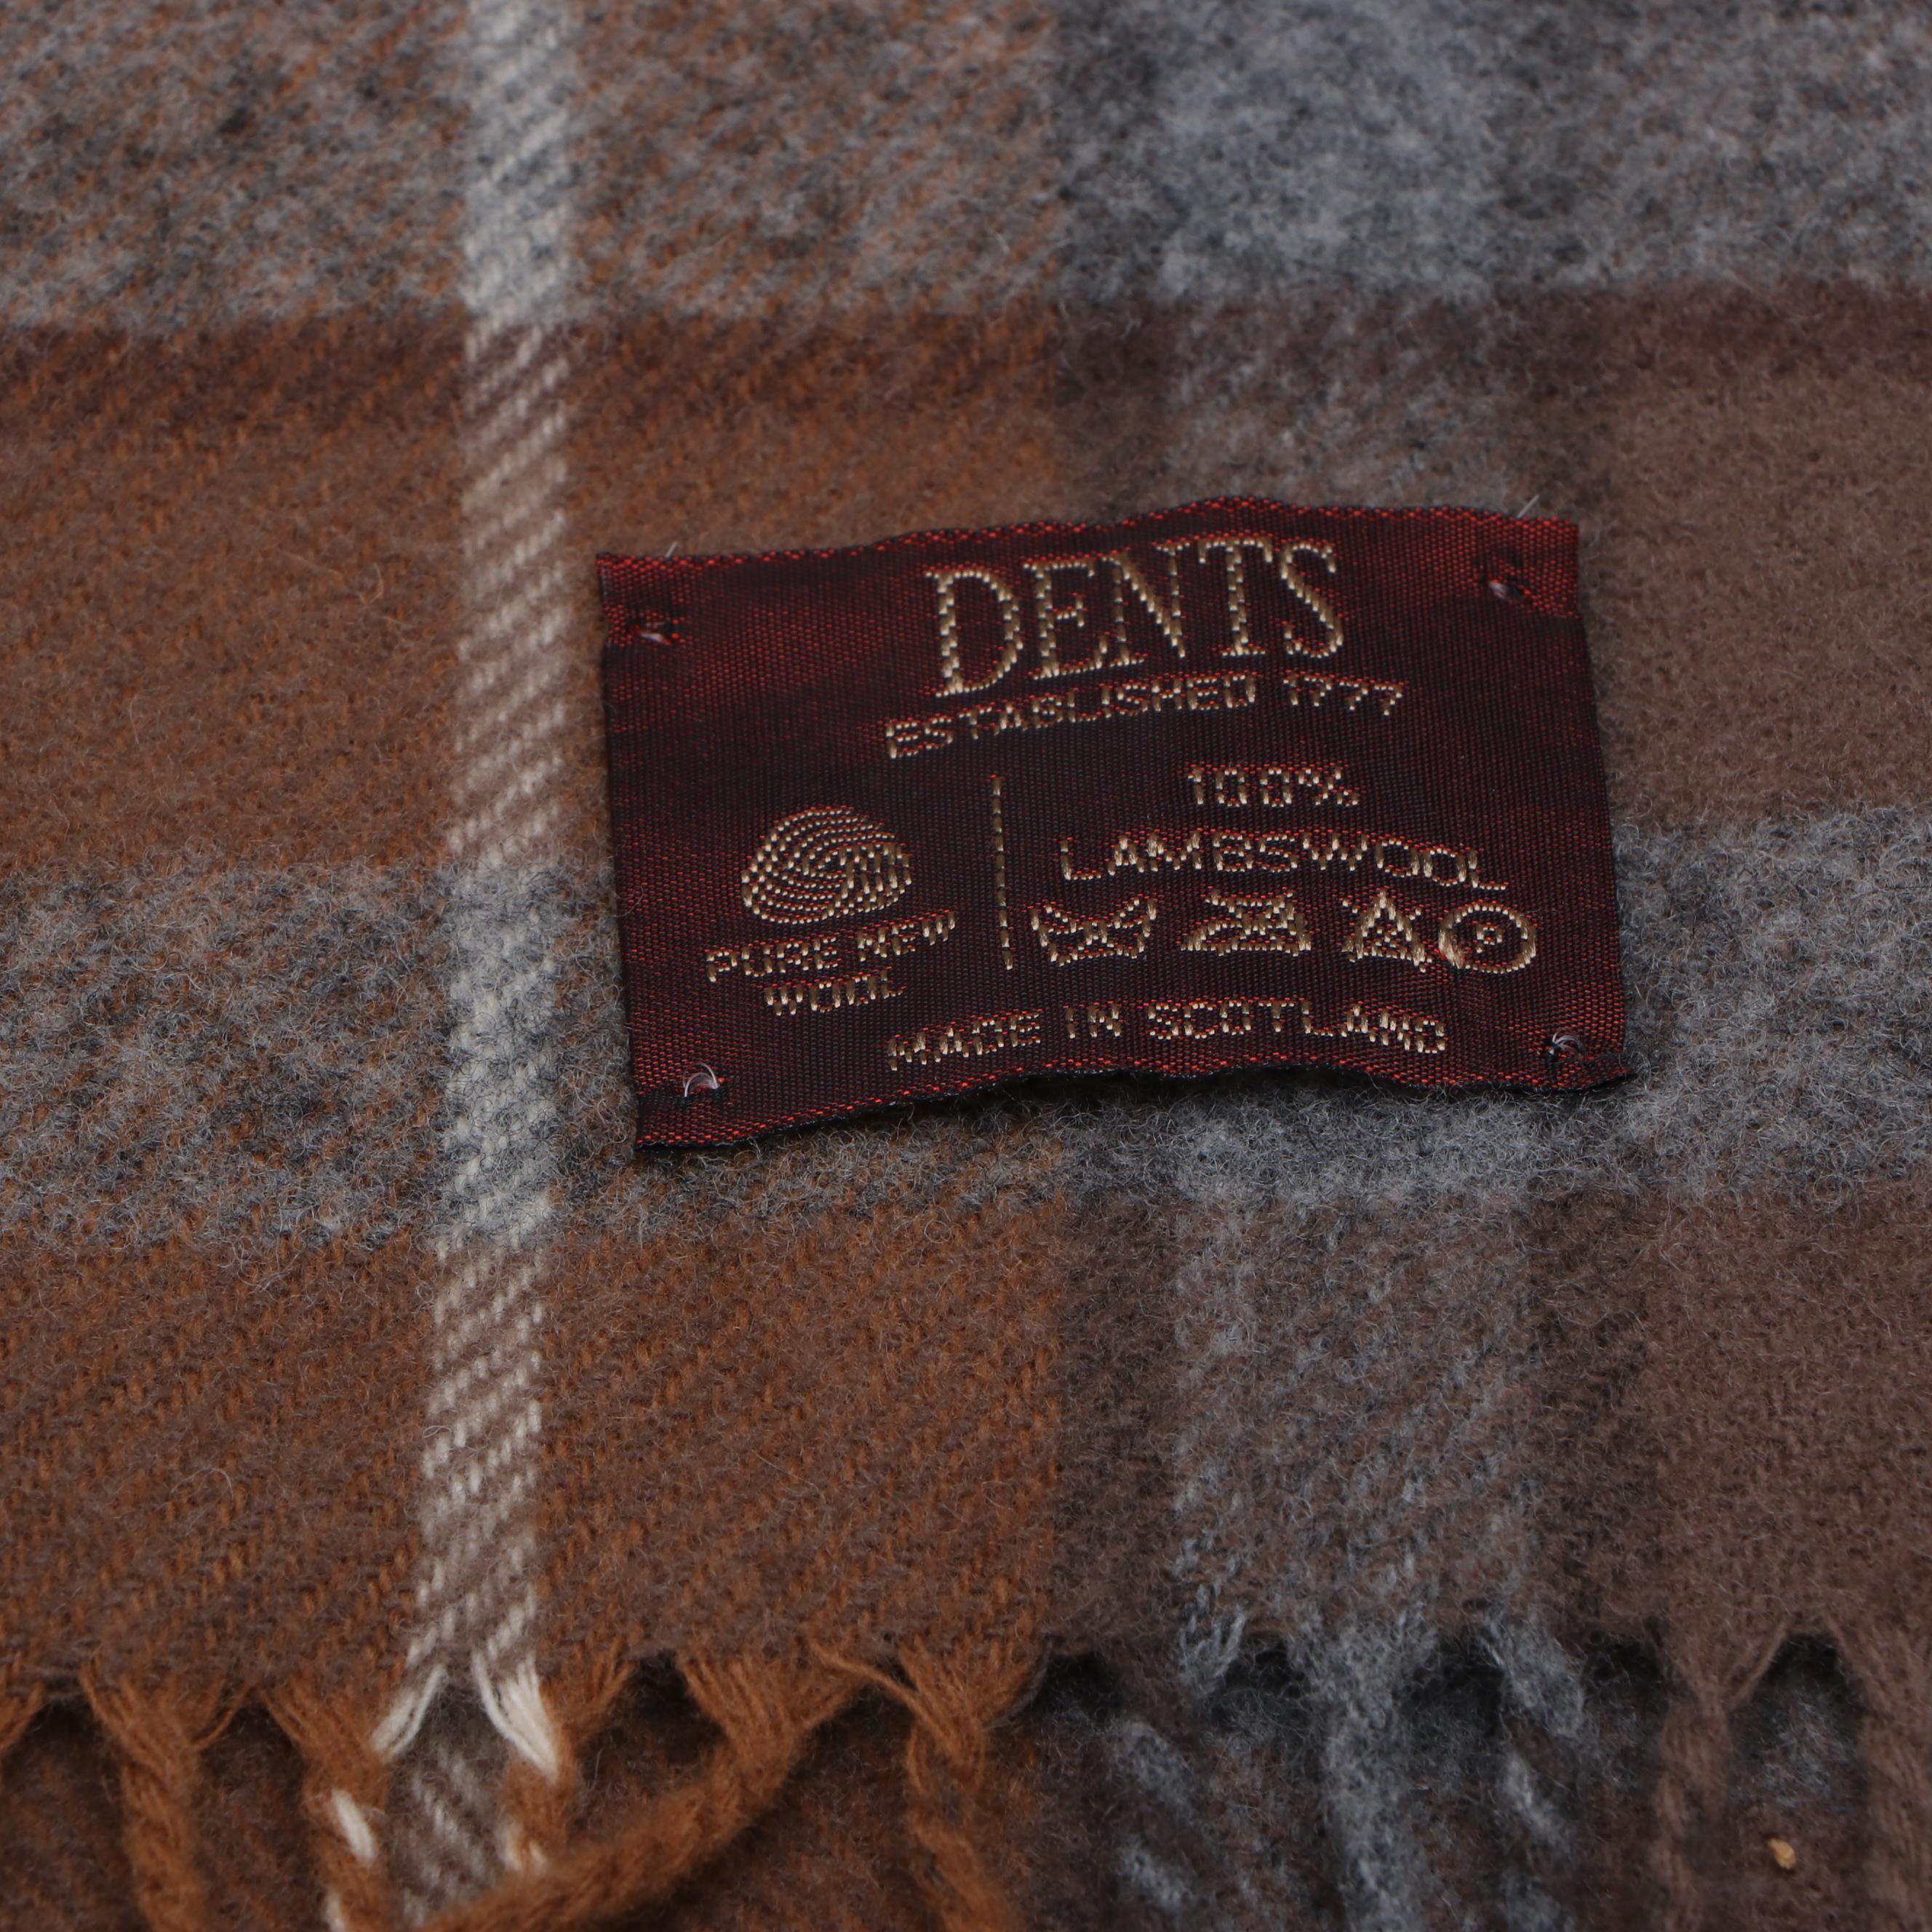 DENTS
ESTABLISHED 1777
100%
LAMBSWOOL
PURE NEW
WOOL
P
MADE IN SCOTLAND